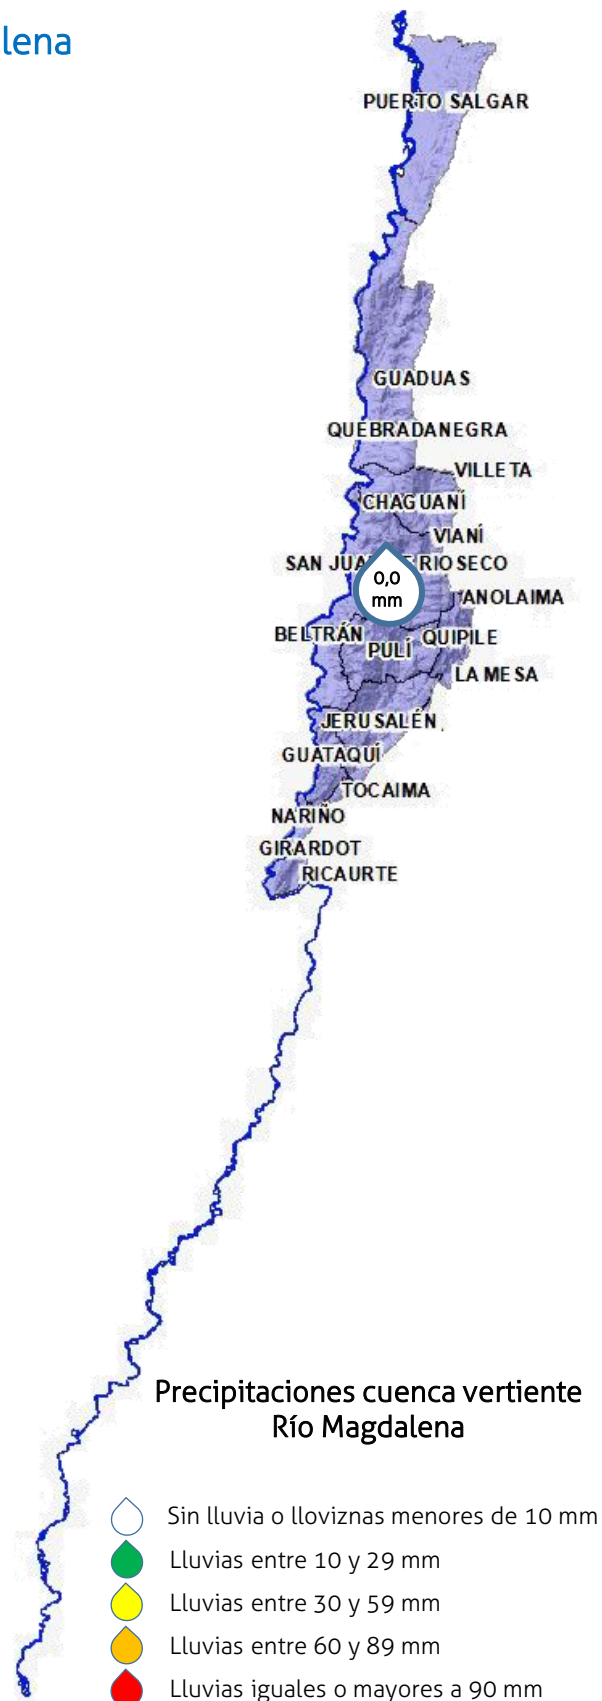 lena
PUERTO SALGAR
GUADUAS
QUEBRADANEGRA
VILLETA
CHAGUANÍ
VIANÍ
SAN JUA E RIOSECO
0,0
mm
ANOLAIMA
BELTRÁN
QUIPILE
PULÍ
LA MESA
JERUSALÉN
GUATAQUÍ
TOCAIMA
NARIÑO
GIRARDOT
RICAURTE
Precipitaciones cuenca vertiente
Río Magdalena
Sin lluvia o lloviznas menores de 10 mm
Lluvias entre 10 y 29 mm
Lluvias entre 30 y 59 mm
Lluvias entre 60 y 89 mm
Lluvias iguales o mayores a 90 mm